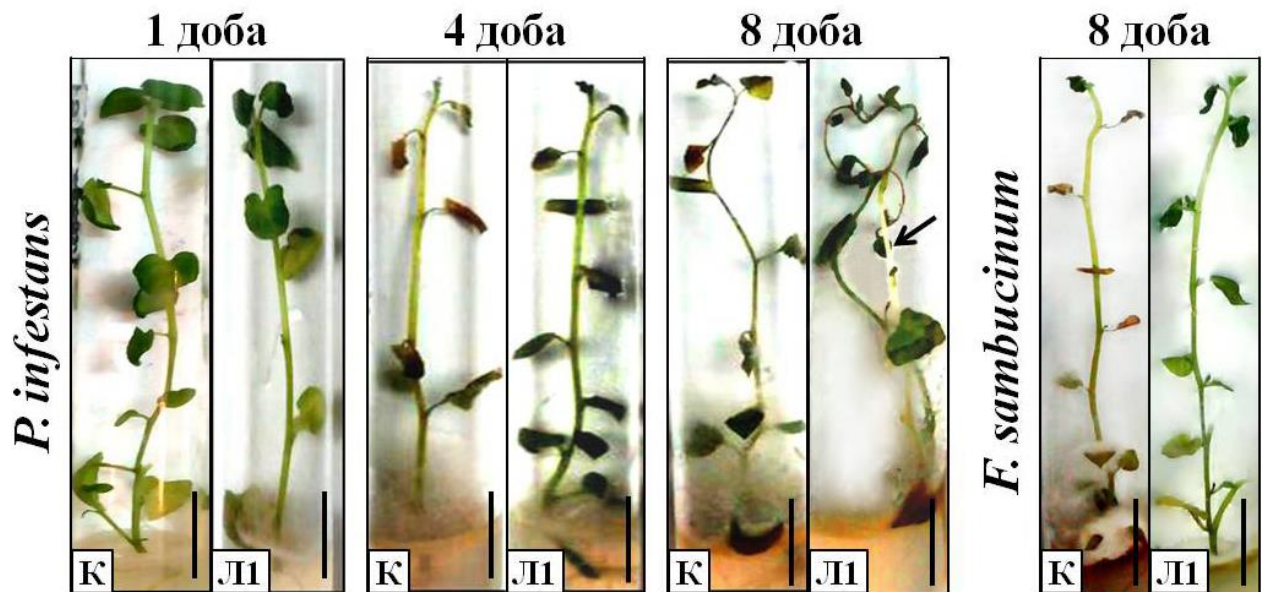 1 доба 4 доба 8 доба 8 доба
P. infestans
F. sambucinum
К Л1 К Л1 К Л1 К Л1